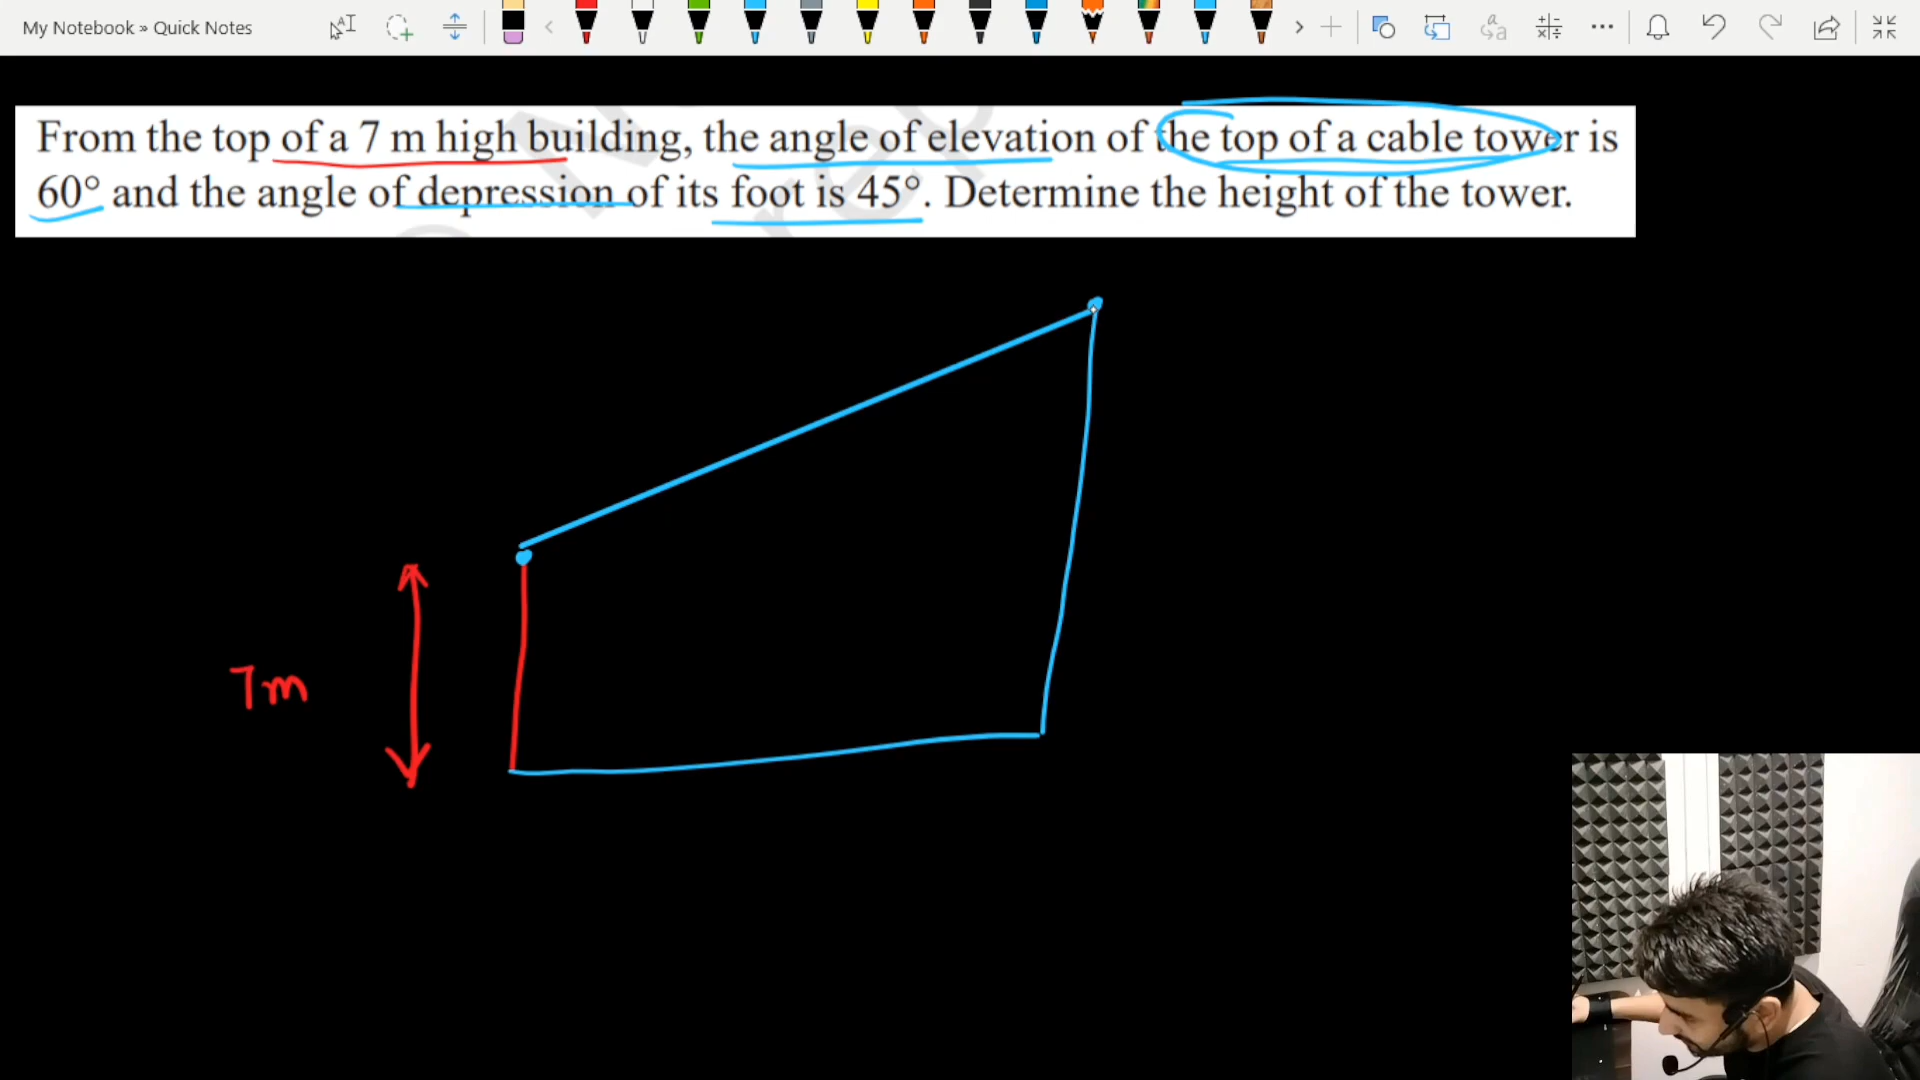 My Notebook » Quick Notes
From the top of a 7 m high building, the angle of elevation of the top of a cable tower is
60° and the angle of depression of its foot is 45°. Determine the height of the tower.
7m